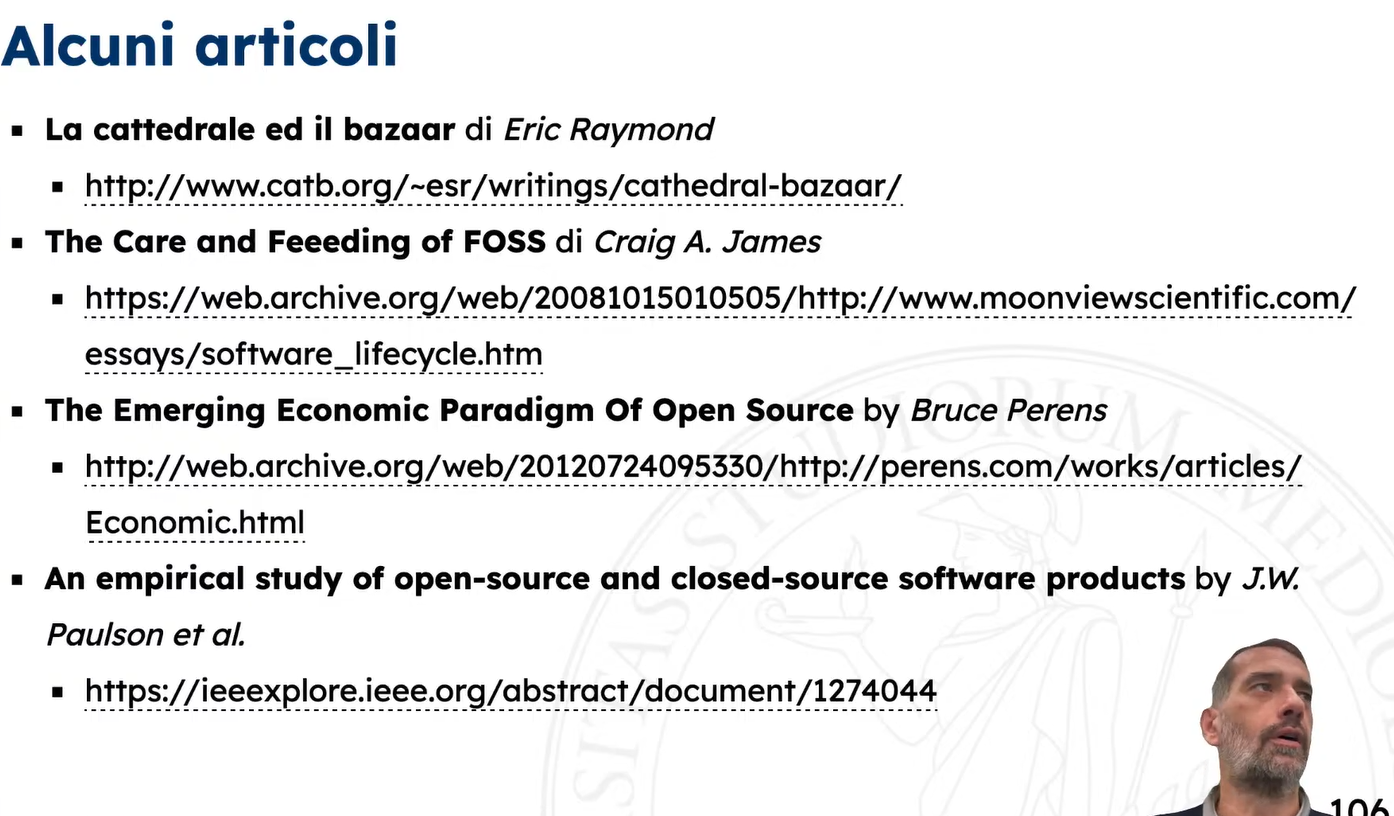 Alcuni articoli
La cattedrale ed il bazaar di Eric Raymond
http://www.catb.org/~esr/writings/cathedral-bazaar/
The Care and Feeeding of FOSS di Craig A. James
https://web.archive.org/web/20081015010505/http://www.moonviewscientific.com/
essays/software_lifecycle.htm
The Emerging Economic Paradigm Of Open Source by Bruce Perens
http://web.archive.org/web/20120724095330/http://perens.com/works/articles/
Economic.html
An empirical study of open-source and closed-source software products by J.W.
Paulson et al.
https://ieeexplore.ieee.org/abstract/document/1274044
SITAS STUDIORUM MEDIO
106